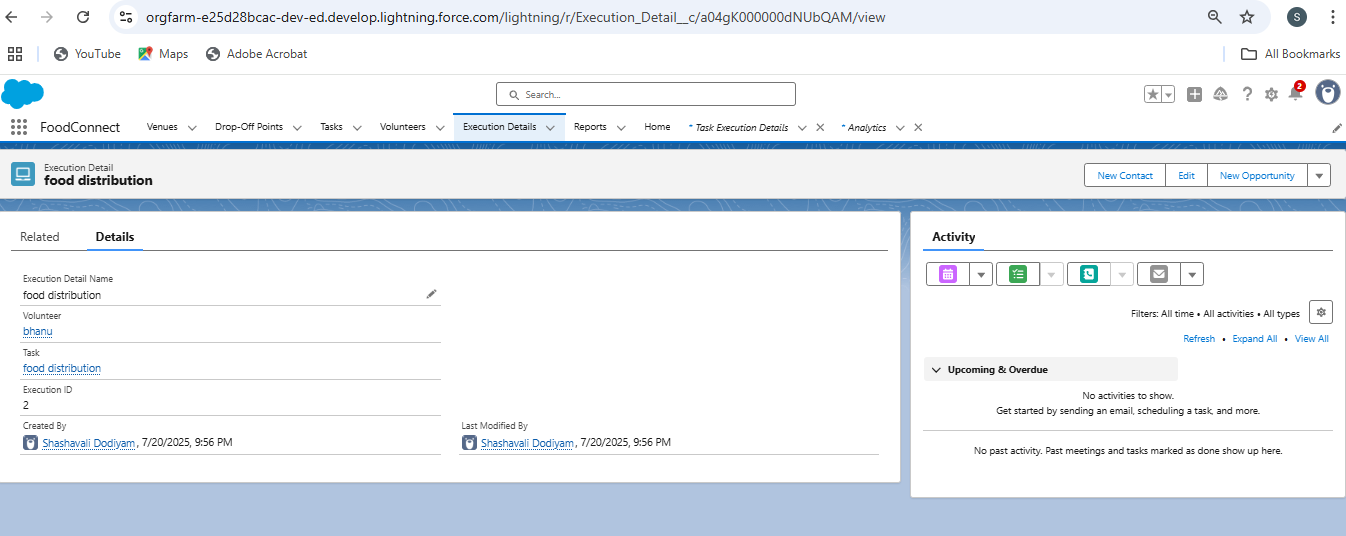 orgfarm-e25d28bcac-dev-ed.develop.lightning.force.com/lightning/r/Execution_Detail__c/a04gK000000dNUbQAM/view
S
YouTube Maps Adobe Acrobat All Bookmarks
Search...
2
FoodConnect Venues Drop-Off Points Tasks Volunteers Execution Details Reports Home * Task Execution Details * Analytics
Execution Detail
food distribution
New Contact Edit New Opportunity
Related Details
Execution Detail Name
food distribution
Volunteer
bhanu
Task
food distribution
Execution ID
2
Created By
Shashavali Dodiyam, 7/20/2025, 9:56 PM
Last Modified By
Shashavali Dodiyam, 7/20/2025, 9:56 PM
Activity
Filters: All time • All activities • All types
Refresh • Expand All • View All
Upcoming & Overdue
No activities to show.
Get started by sending an email, scheduling a task, and more.
No past activity. Past meetings and tasks marked as done show up here.